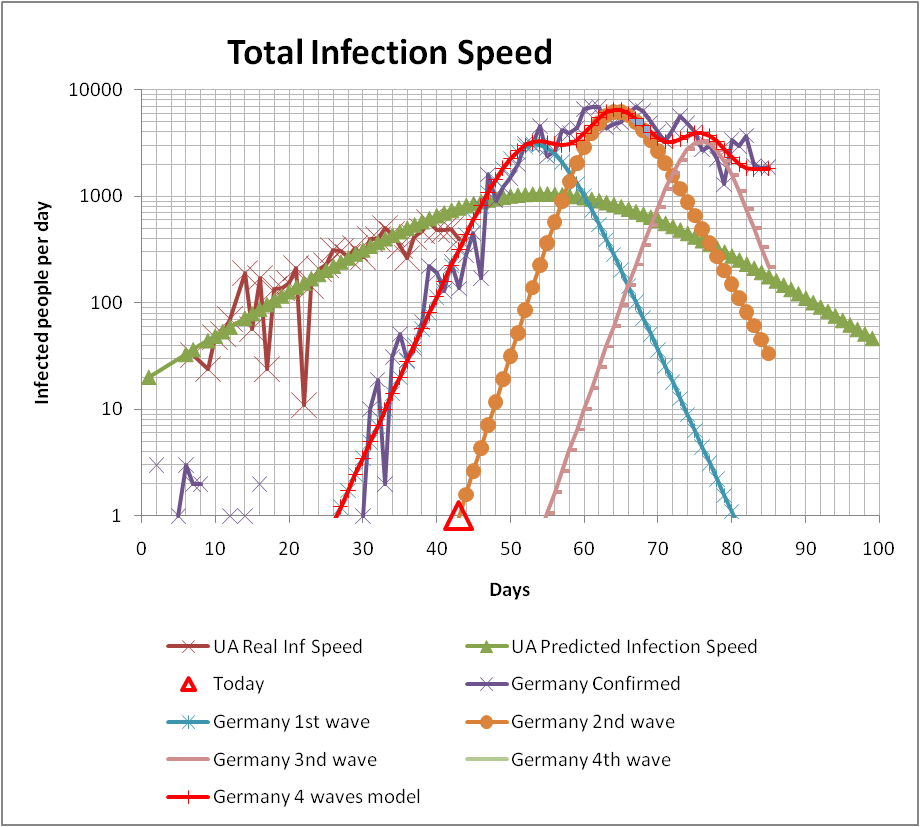 Total Infection Speed
Infected people per day
10000
1000
100
10
1
0 10 20 30 40 50 60 70 80 90 100
Days
UA Real Inf Speed
UA Predicted Infection Speed
Today
Germany Confirmed
Germany 1st wave
Germany 2nd wave
Germany 3nd wave
Germany 4th wave
Germany 4 waves model